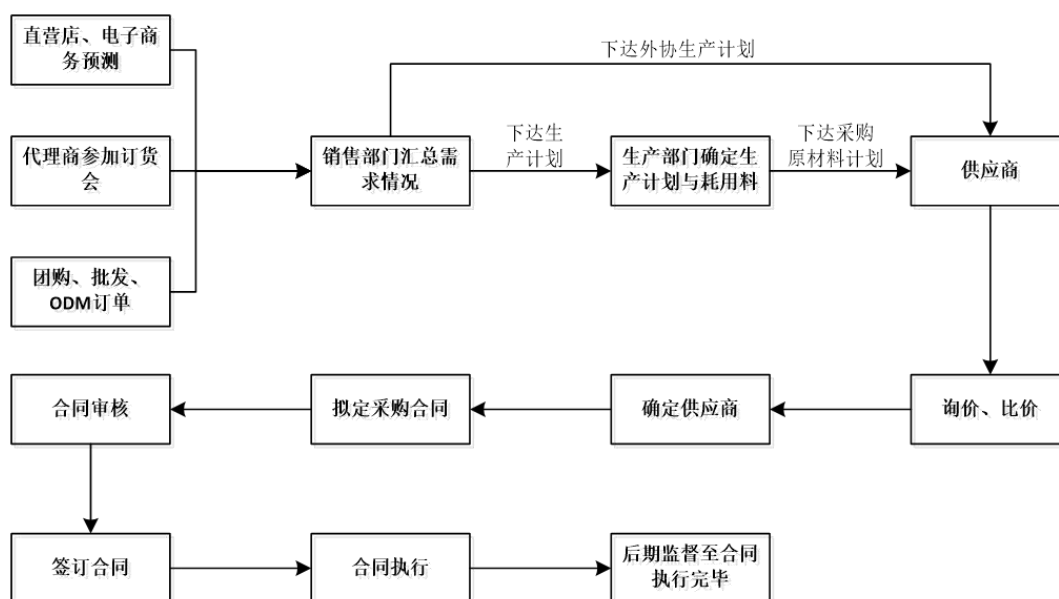 直营店、电子商
务预测
下达外协生产计划
代理商参加订货
会
销售部门汇总需
求情况
下达生
产计划
生产部门确定生
产计划与耗用料
下达采购
原材料计划
供应商
团购、批发、
ODM订单
合同审核
拟定采购合同
确定供应商
询价、比价
签订合同
合同执行
后期监督至合同
执行完毕